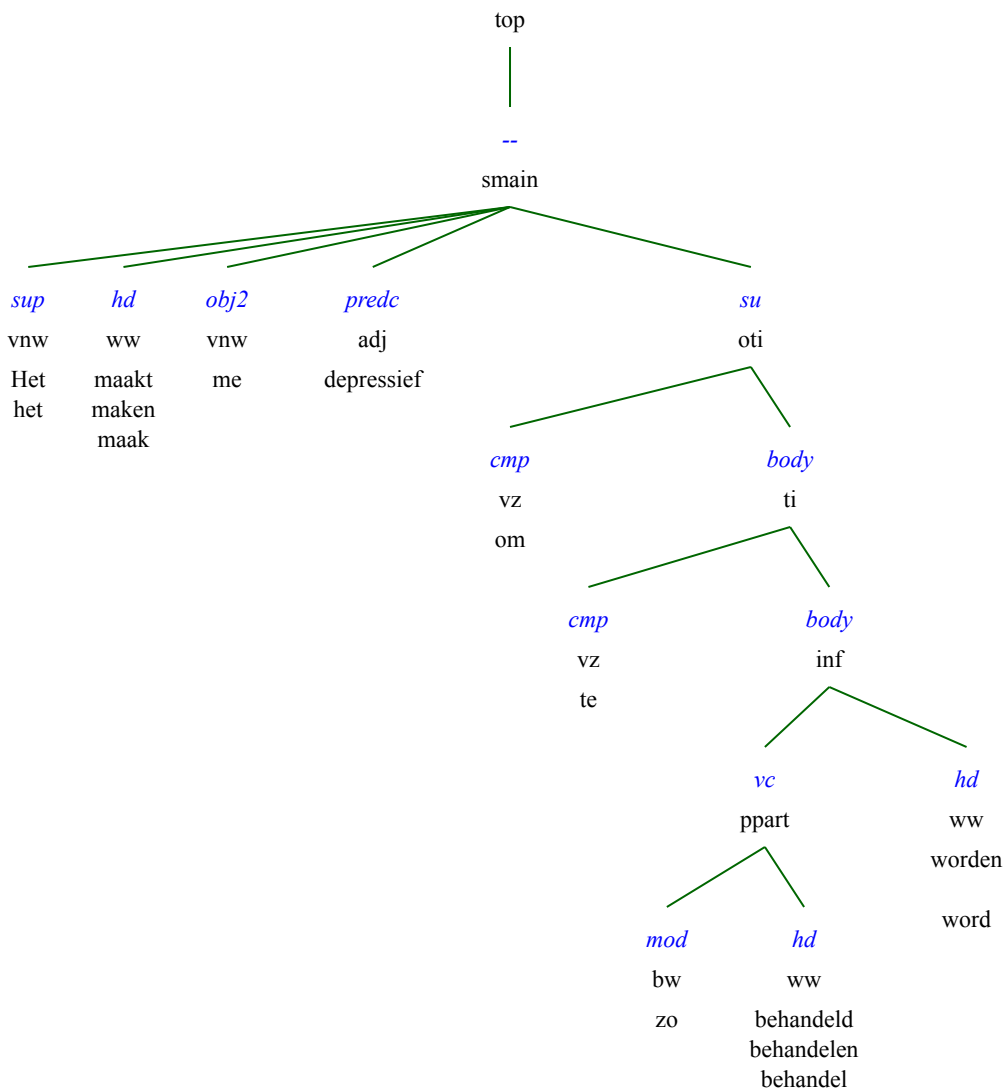 top
--
smain
sup hd obj2 predc su
vnw ww vnw adj oti
Het maakt me depressief
het maken
maak
cmp body
vz ti
om
cmp body
vz inf
te
vc hd
ppart ww
worden
word
mod hd
bw ww
zo behandeld
behandelen
behandel